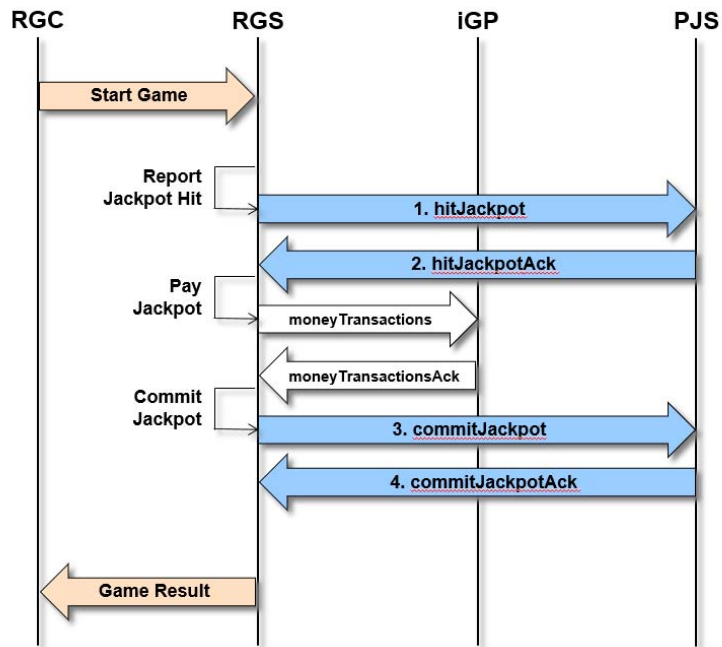 RGC RGS iGP PJS
Start Game
Report
Jackpot Hit
1. hitJackpot
2. hitJackpotAck
Pay
Jackpot
moneyTransactions
moneyTransactionsAck
Commit
Jackpot
3. commitJackpot
4. commitJackpotAck
Game Result